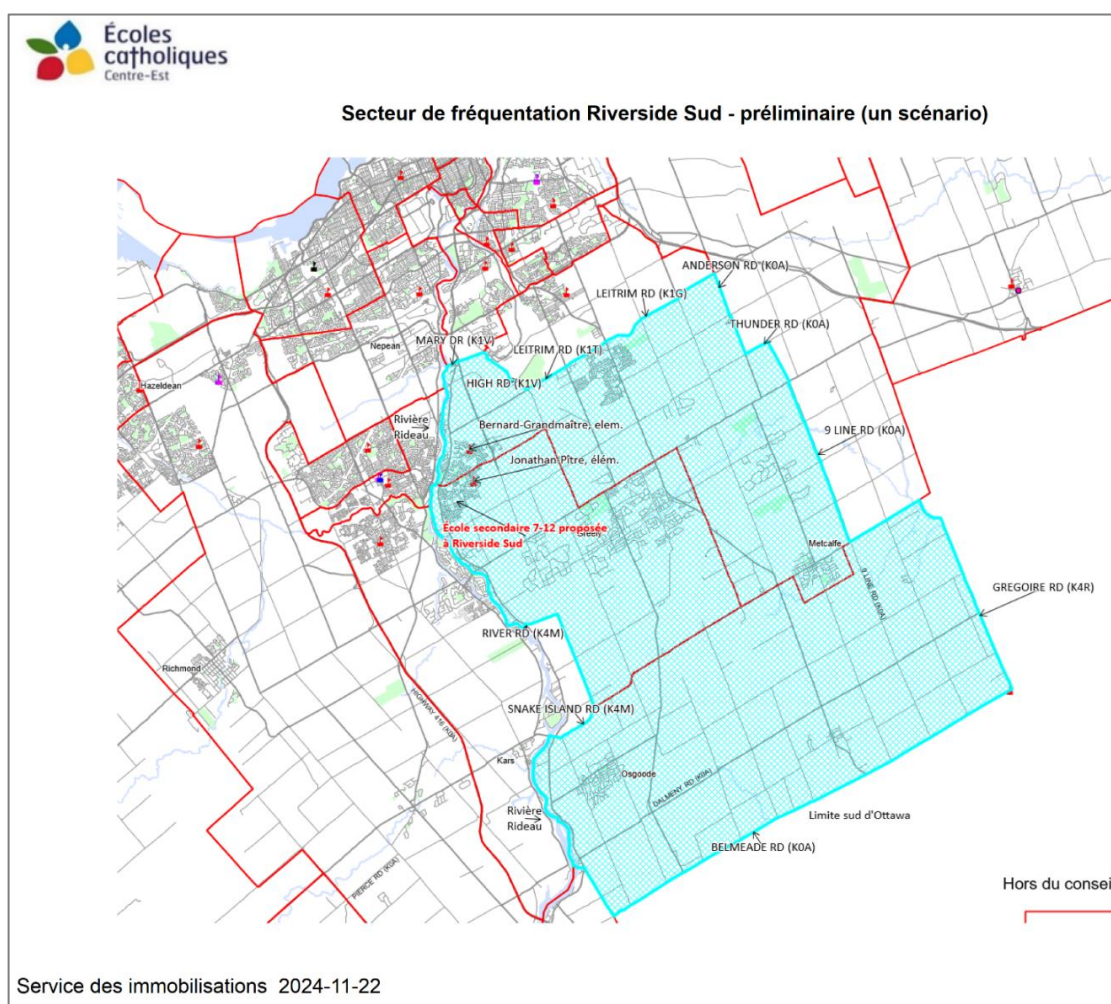 Écoles
catholiques
Centre-Est
Secteur de fréquentation Riverside Sud - préliminaire (un scénario)
ANDERSON RD (K0A)
LEITRIM RD (K1G)
THUNDER RD (K0A)
Nepean
MARY DR (K1V)
LEITRIM RD (K1T)
Hazeldean
HIGH RD (K1V)
Rivière
Rideau
Bernard-Grandmaître, elem.
9 LINE RD (K0A)
Jonathan-Pitre, élém.
École secondaire 7-12 proposée
à Riverside Sud
Greely
Metcalfe
9 LINE RD (K0A)
GREGOIRE RD (K4R)
RIVER RD (K4M)
Richmond
HIGHWAY 416 (K0A)
SNAKE ISLAND RD (K4M)
Kars
Osgoode
DALMENY RD (K0A)
Rivière
Rideau
Limite sud d'Ottawa
BELMEADE RD (K0A)
PIERCE RD (K0A)
Hors du consei
Service des immobilisations 2024-11-22